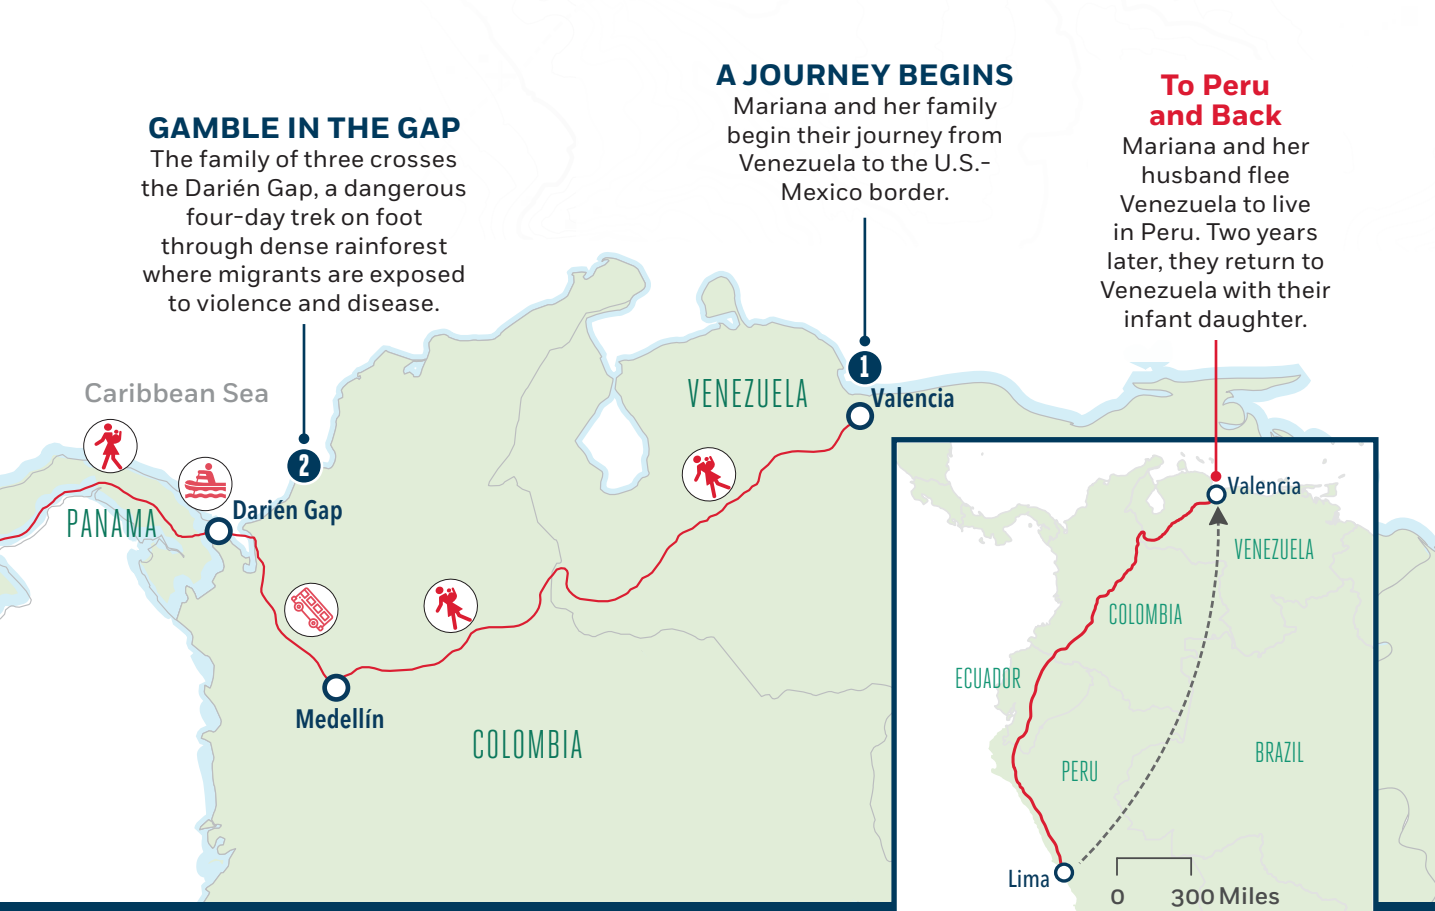 GAMBLE IN THE GAP
The family of three crosses
the Darién Gap, a dangerous
four-day trek on foot
through dense rainforest
where migrants are exposed
to violence and disease.
A JOURNEY BEGINS
Mariana and her family
begin their journey from
Venezuela to the U.S.-
Mexico border.
To Peru
and Back
Mariana and her
husband flee
Venezuela to live
in Peru. Two years
later, they return to
Venezuela with their
infant daughter.
Caribbean Sea
2
1
VENEZUELA
Valencia
Darién Gap
PANAMA
Medellín
COLOMBIA
Valencia
VENEZUELA
COLOMBIA
ECUADOR
PERU
BRAZIL
Lima
0 300 Miles